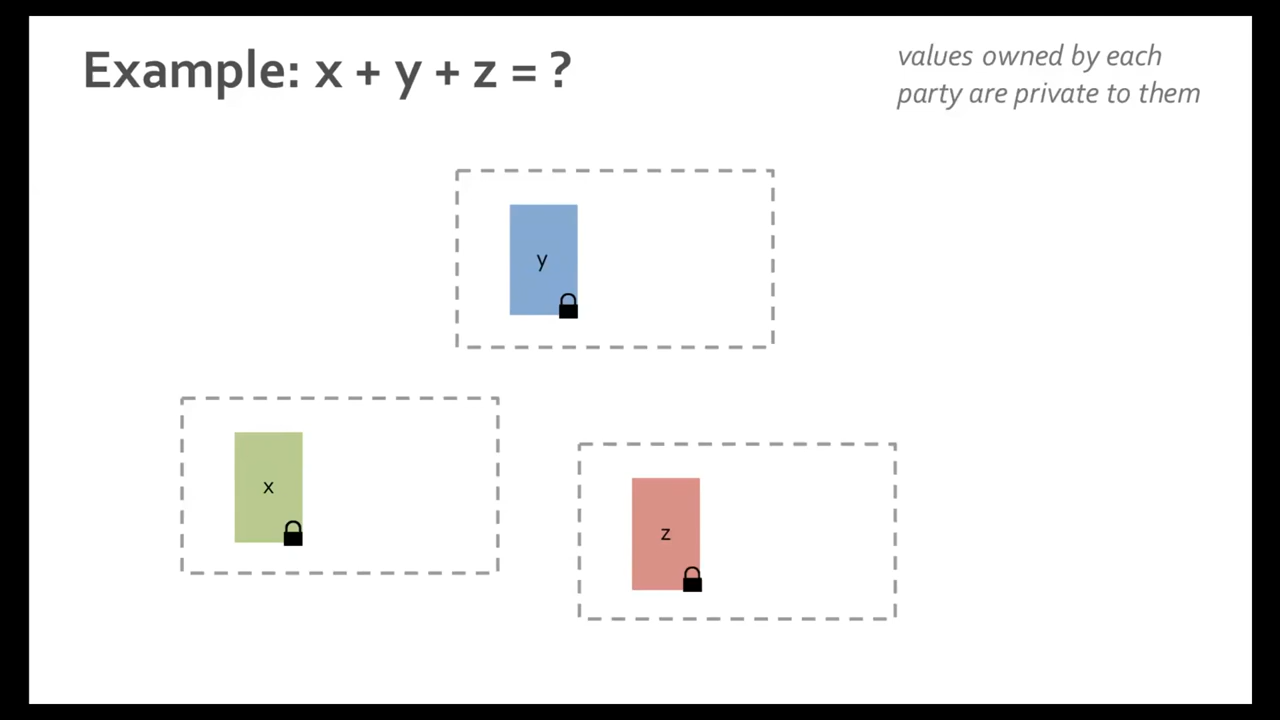 Example: x + y + z = ?
values owned by each
party are private to them
y
x
z